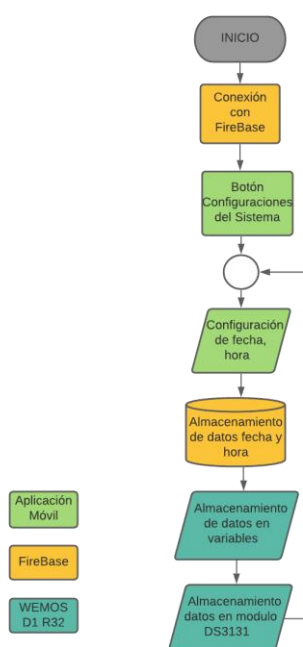 INICIO
Conexión
con
FireBase
Botón
Configuraciones
del Sistema
Configuración
de fecha,
hora
Almacenamiento
de datos fecha y
hora
Almacenamiento
de datos en
variables
Almacenamiento
datos en modulo
DS3131
Aplicación
Móvil
FireBase
WEMOS
D1 R32